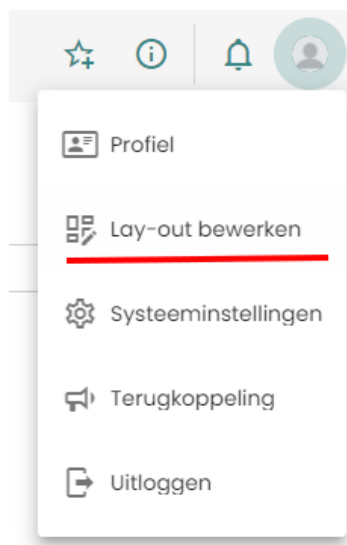 Profiel
Lay-out bewerken
Systeeminstellingen
Terugkoppeling
Uitloggen